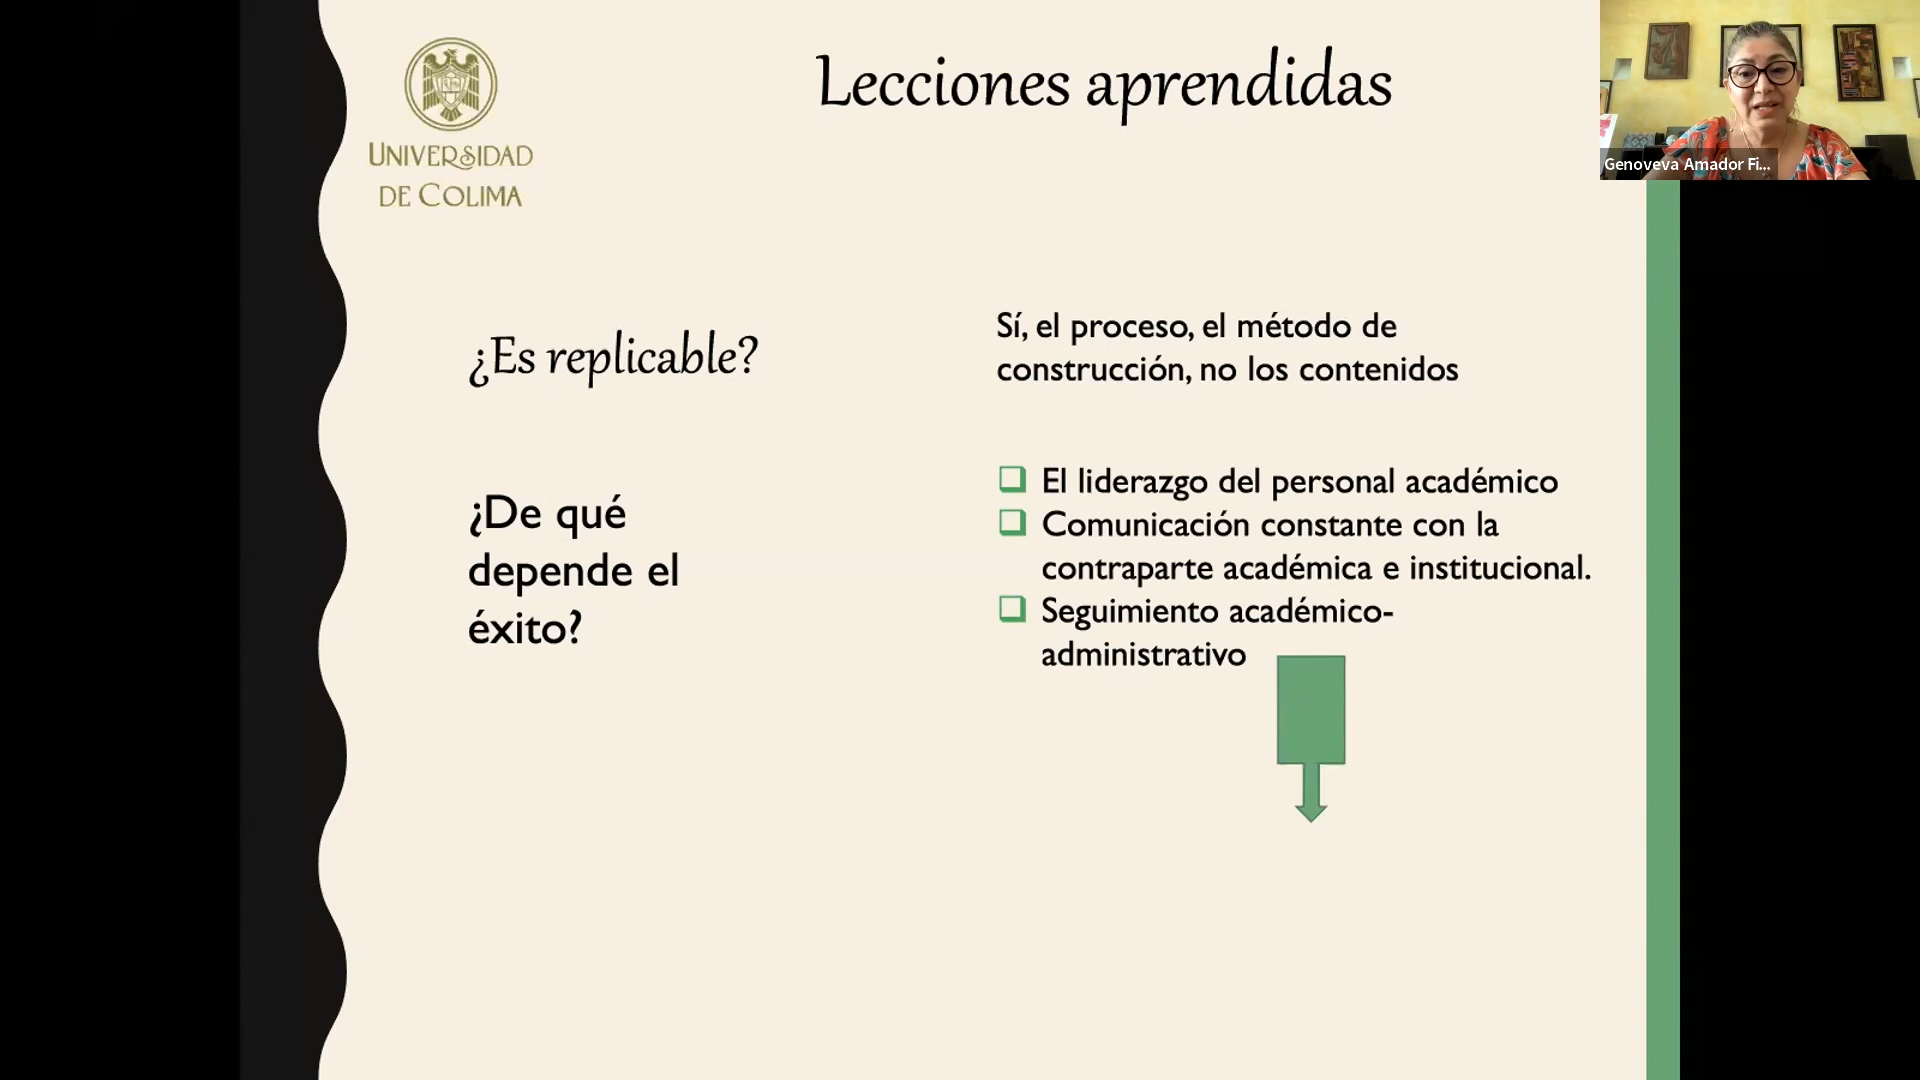 Lecciones aprendidas
UNIVERSIDAD
DE COLIMA
Genoveva Amador Fi...
¿Es replicable?
Sí, el proceso, el método de
construcción, no los contenidos
¿De qué
depende el
éxito?
El liderazgo del personal académico
Comunicación constante con la
contraparte académica e institucional.
Seguimiento académico-
administrativo